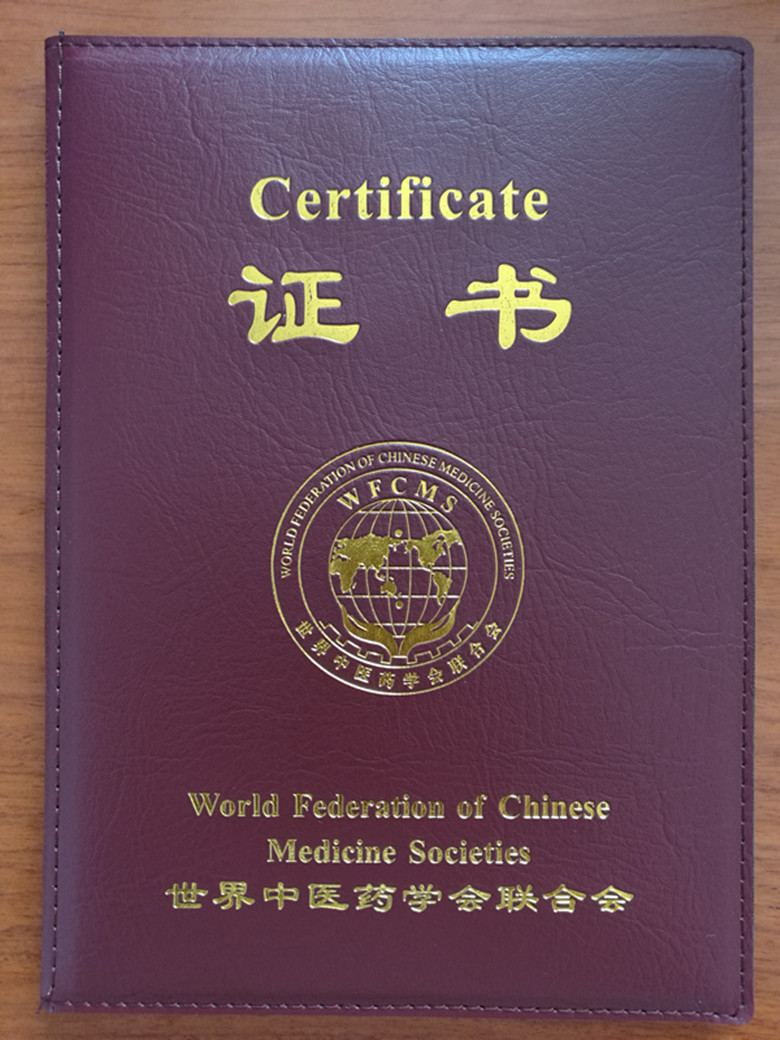 Certificate
证书
WORLD FEDERATION OF CHINESE MEDICINE SOCIETIES
WFCMS
世界中医药学会联合会
World Federation of Chinese
Medicine Societies
世界中医药学会联合会